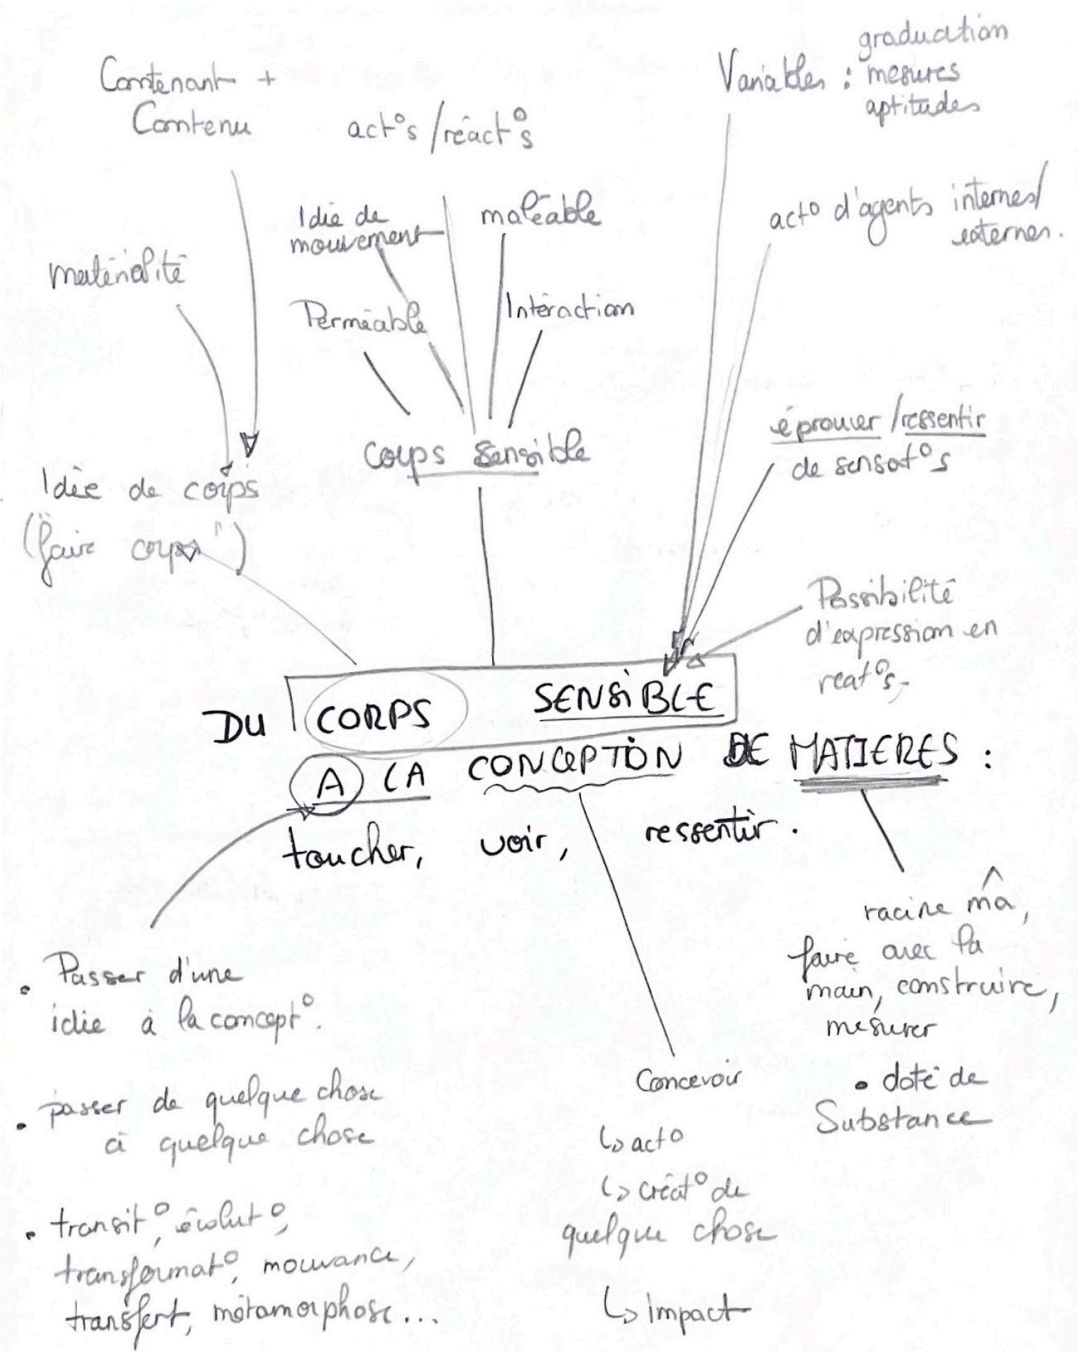 Contenant +
Contenu
act°s / réact°s
Variables : graduation
mesures
aptitudes
Idée de
mouvement
maléable
act° d'agents internes/
externes.
matérialité
Perméable
Intéraction
éprouver / ressentir
de sensat°s
corps sensible
Idée de corps
("faire corps")
Possibilité
d'expression en
réat°s.
DU CORPS SENSiBLE
A LA CONCEPTiON DE MATIERES :
toucher, voir, ressentir.
racine mâ,
faire avec la
main, construire,
mesurer
• doté de
Substance
• Passer d'une
idée à la concept°.
• passer de quelque chose
à quelque chose
• transit°, évolut°,
transformat°, mouvance,
transfert, métamorphose...
Concevoir
↳ act°
↳ créat° de
quelque chose
↳ impact